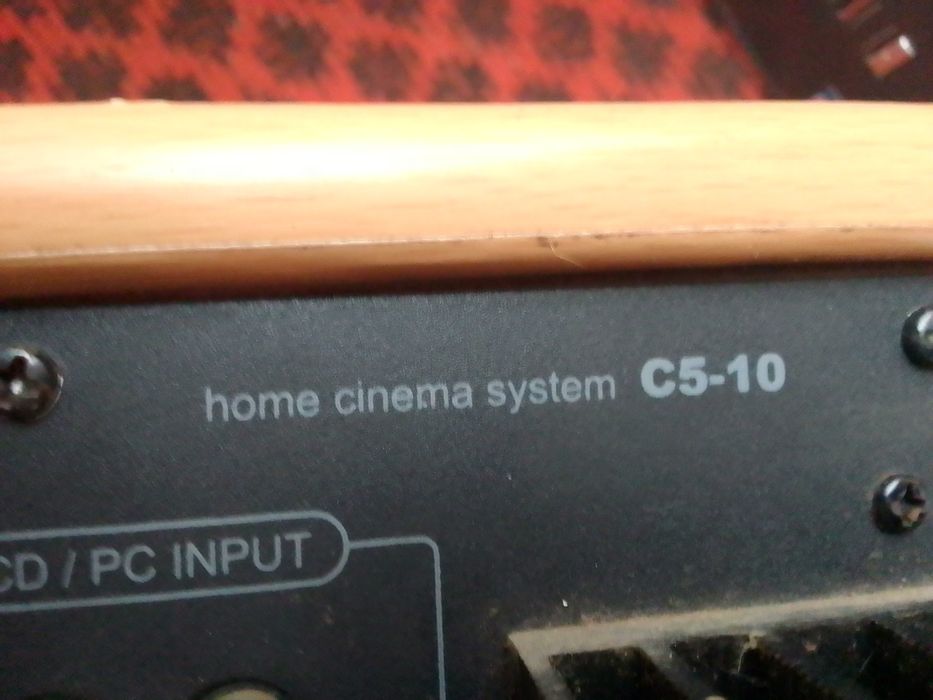 home cinema system C5-10
CD / PC INPUT